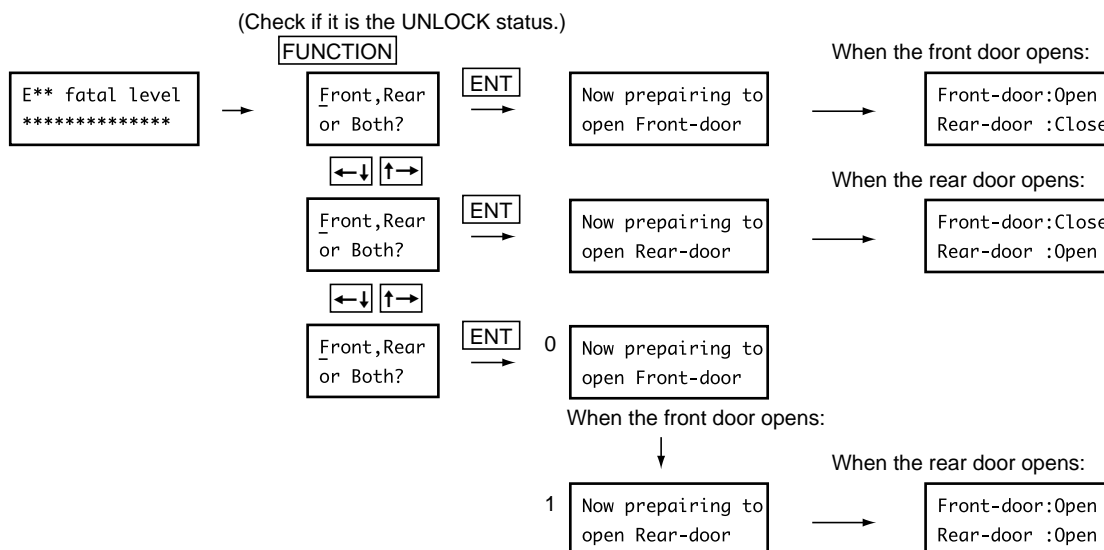 (Check if it is the UNLOCK status.)
FUNCTION
E** fatal level
**************
Front,Rear
or Both?
ENT
Now prepairing to
open Front-door
When the front door opens:
Front-door:Open
Rear-door :Close
←↓ ↑→
Front,Rear
or Both?
ENT
Now prepairing to
open Rear-door
When the rear door opens:
Front-door:Close
Rear-door :Open
←↓ ↑→
Front,Rear
or Both?
ENT
0
Now prepairing to
open Front-door
When the front door opens:
1
Now prepairing to
open Rear-door
When the rear door opens:
Front-door:Open
Rear-door :Open